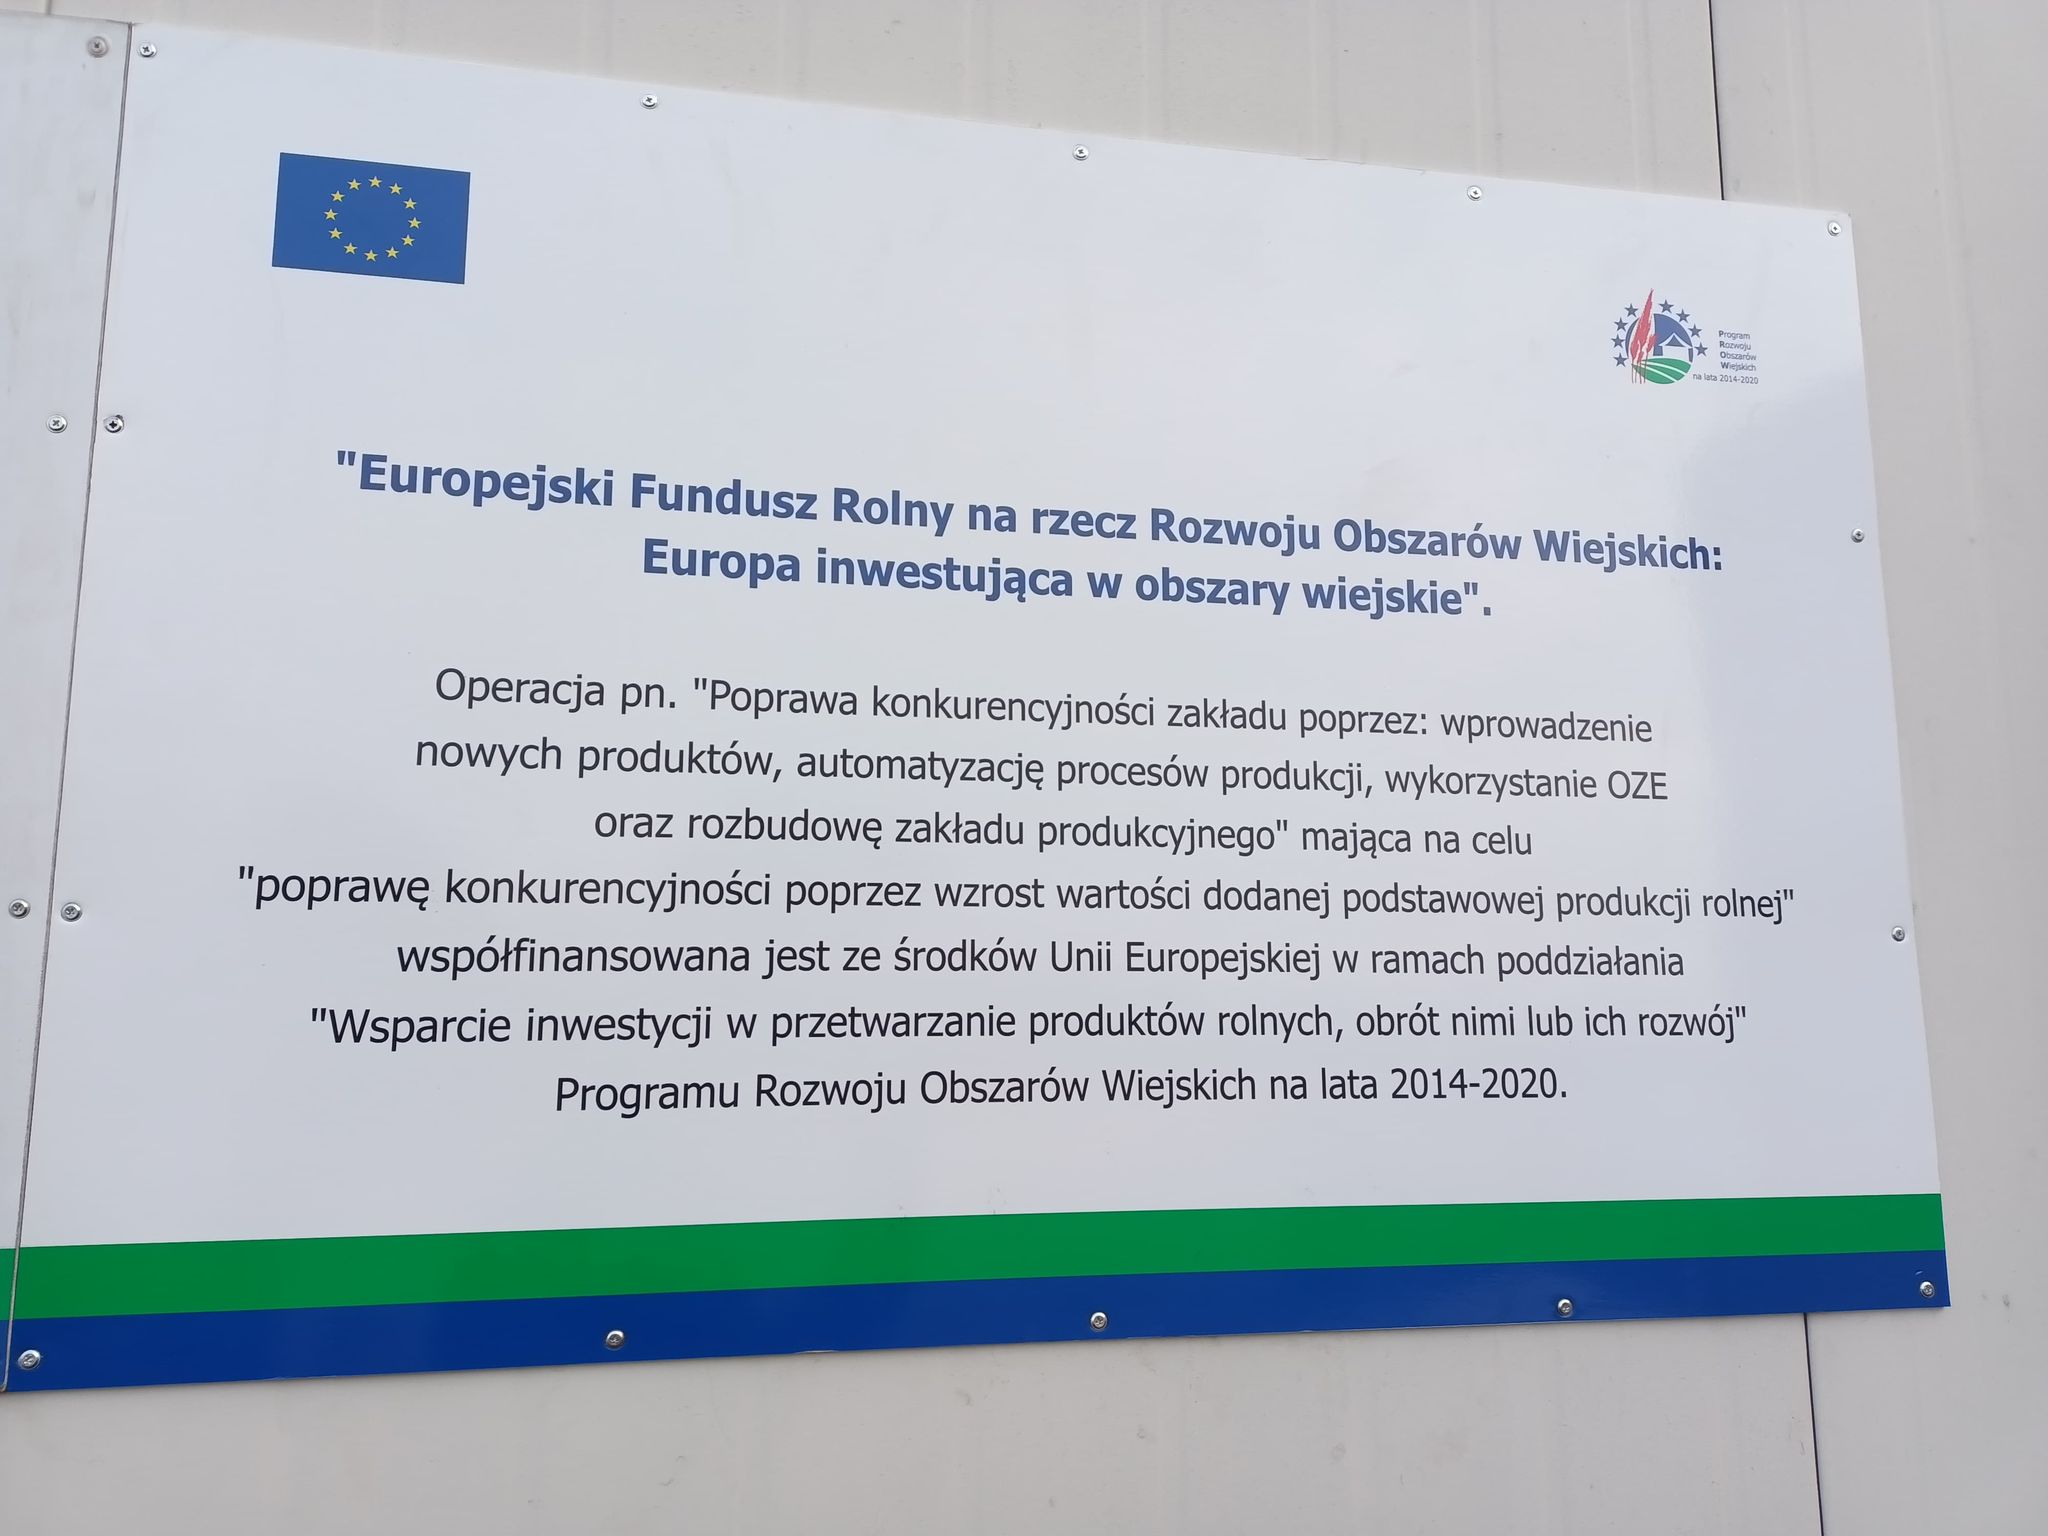 Program
Rozwoju
Obszarów
Wiejskich
na lata 2014-2020
"Europejski Fundusz Rolny na rzecz Rozwoju Obszarów Wiejskich:
Europa inwestująca w obszary wiejskie".
Operacja pn. "Poprawa konkurencyjności zakładu poprzez: wprowadzenie
nowych produktów, automatyzację procesów produkcji, wykorzystanie OZE
oraz rozbudowę zakładu produkcyjnego" mająca na celu
"poprawę konkurencyjności poprzez wzrost wartości dodanej podstawowej produkcji rolnej"
współfinansowana jest ze środków Unii Europejskiej w ramach poddziałania
"Wsparcie inwestycji w przetwarzanie produktów rolnych, obrót nimi lub ich rozwój"
Programu Rozwoju Obszarów Wiejskich na lata 2014-2020.